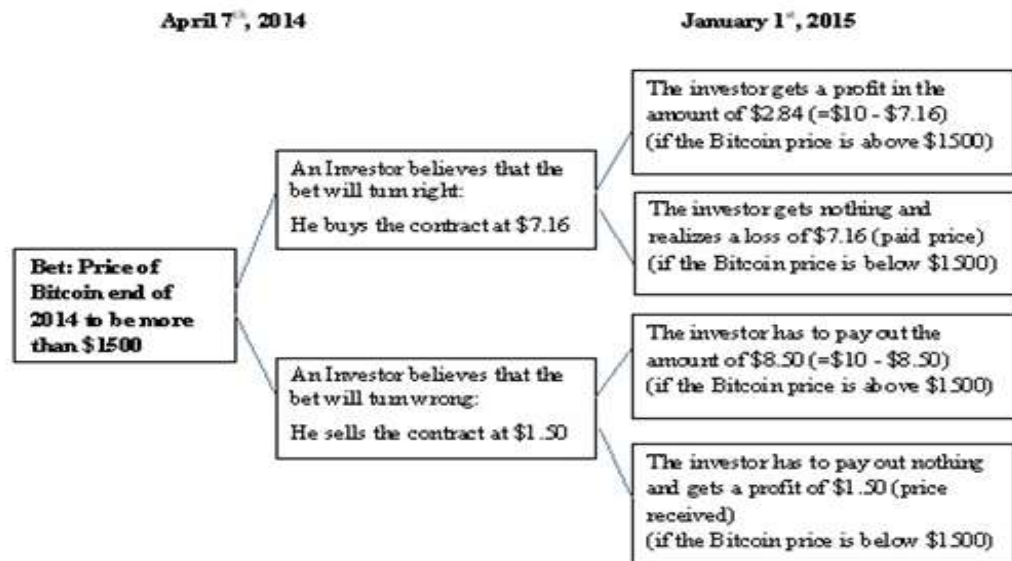 April 7th, 2014
January 1st, 2015
Bet: Price of
Bitcoin end of
2014 to be more
than $1500
An Investor believes that the
bet will turn right:
He buys the contract at $7.16
An Investor believes that the
bet will turn wrong:
He sells the contract at $1.50
The investor gets a profit in the
amount of $2.84 (=$10 - $7.16)
(if the Bitcoin price is above $1500)
The investor gets nothing and
realizes a loss of $7.16 (paid price)
(if the Bitcoin price is below $1500)
The investor has to pay out the
amount of $8.50 (=$10 - $8.50)
(if the Bitcoin price is above $1500)
The investor has to pay out nothing
and gets a profit of $1.50 (price
received)
(if the Bitcoin price is below $1500)